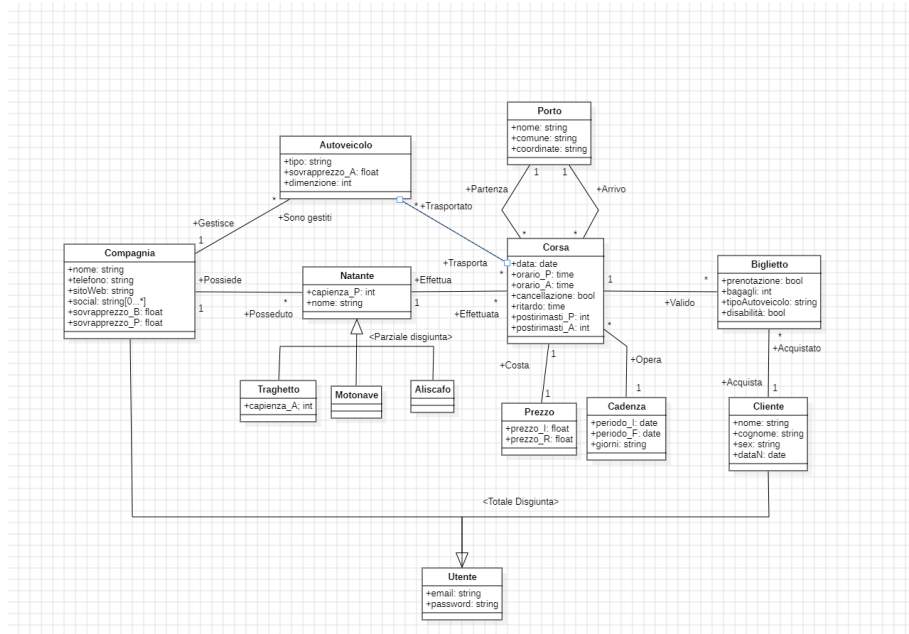 Porto
+nome: string
+comune: string
+coordinate: string
1
1
+Partenza
+Arrivo
*
*
Autoveicolo
+tipo: string
+sovrapprezzo_A: float
+dimenzione: int
*
+Sono gestiti
+Gestisce
1
*
+Trasportato
+Trasporta
*
Compagnia
+nome: string
+telefono: string
+sitoWeb: string
+social: string[0...*]
+sovrapprezzo_B: float
+sovrapprezzo_P: float
+Possiede
1
*
+Posseduto
Natante
+capienza_P: int
+nome: string
+Effettua
1
*
+Effettuata
Corsa
+data: date
+orario_P: time
+orario_A: time
+cancellazione: bool
+ritardo: time
+postirimasti_P: int
+postirimasti_A: int
1
*
+Valido
Biglietto
+prenotazione: bool
+bagagli: int
+tipoAutoveicolo: string
+disabilità: bool
*
+Acquistato
+Acquista
1
<Parziale disgiunta>
Traghetto
+capienza_A; int
Motonave
Aliscafo
1
+Costa
1
*
+Opera
1
Prezzo
+prezzo_I: float
+prezzo_R: float
Cadenza
+periodo_I: date
+periodo_F: date
+giorni: string
Cliente
+nome: string
+cognome: string
+sex: string
+dataN: date
<Totale Disgiunta>
Utente
+email: string
+password: string